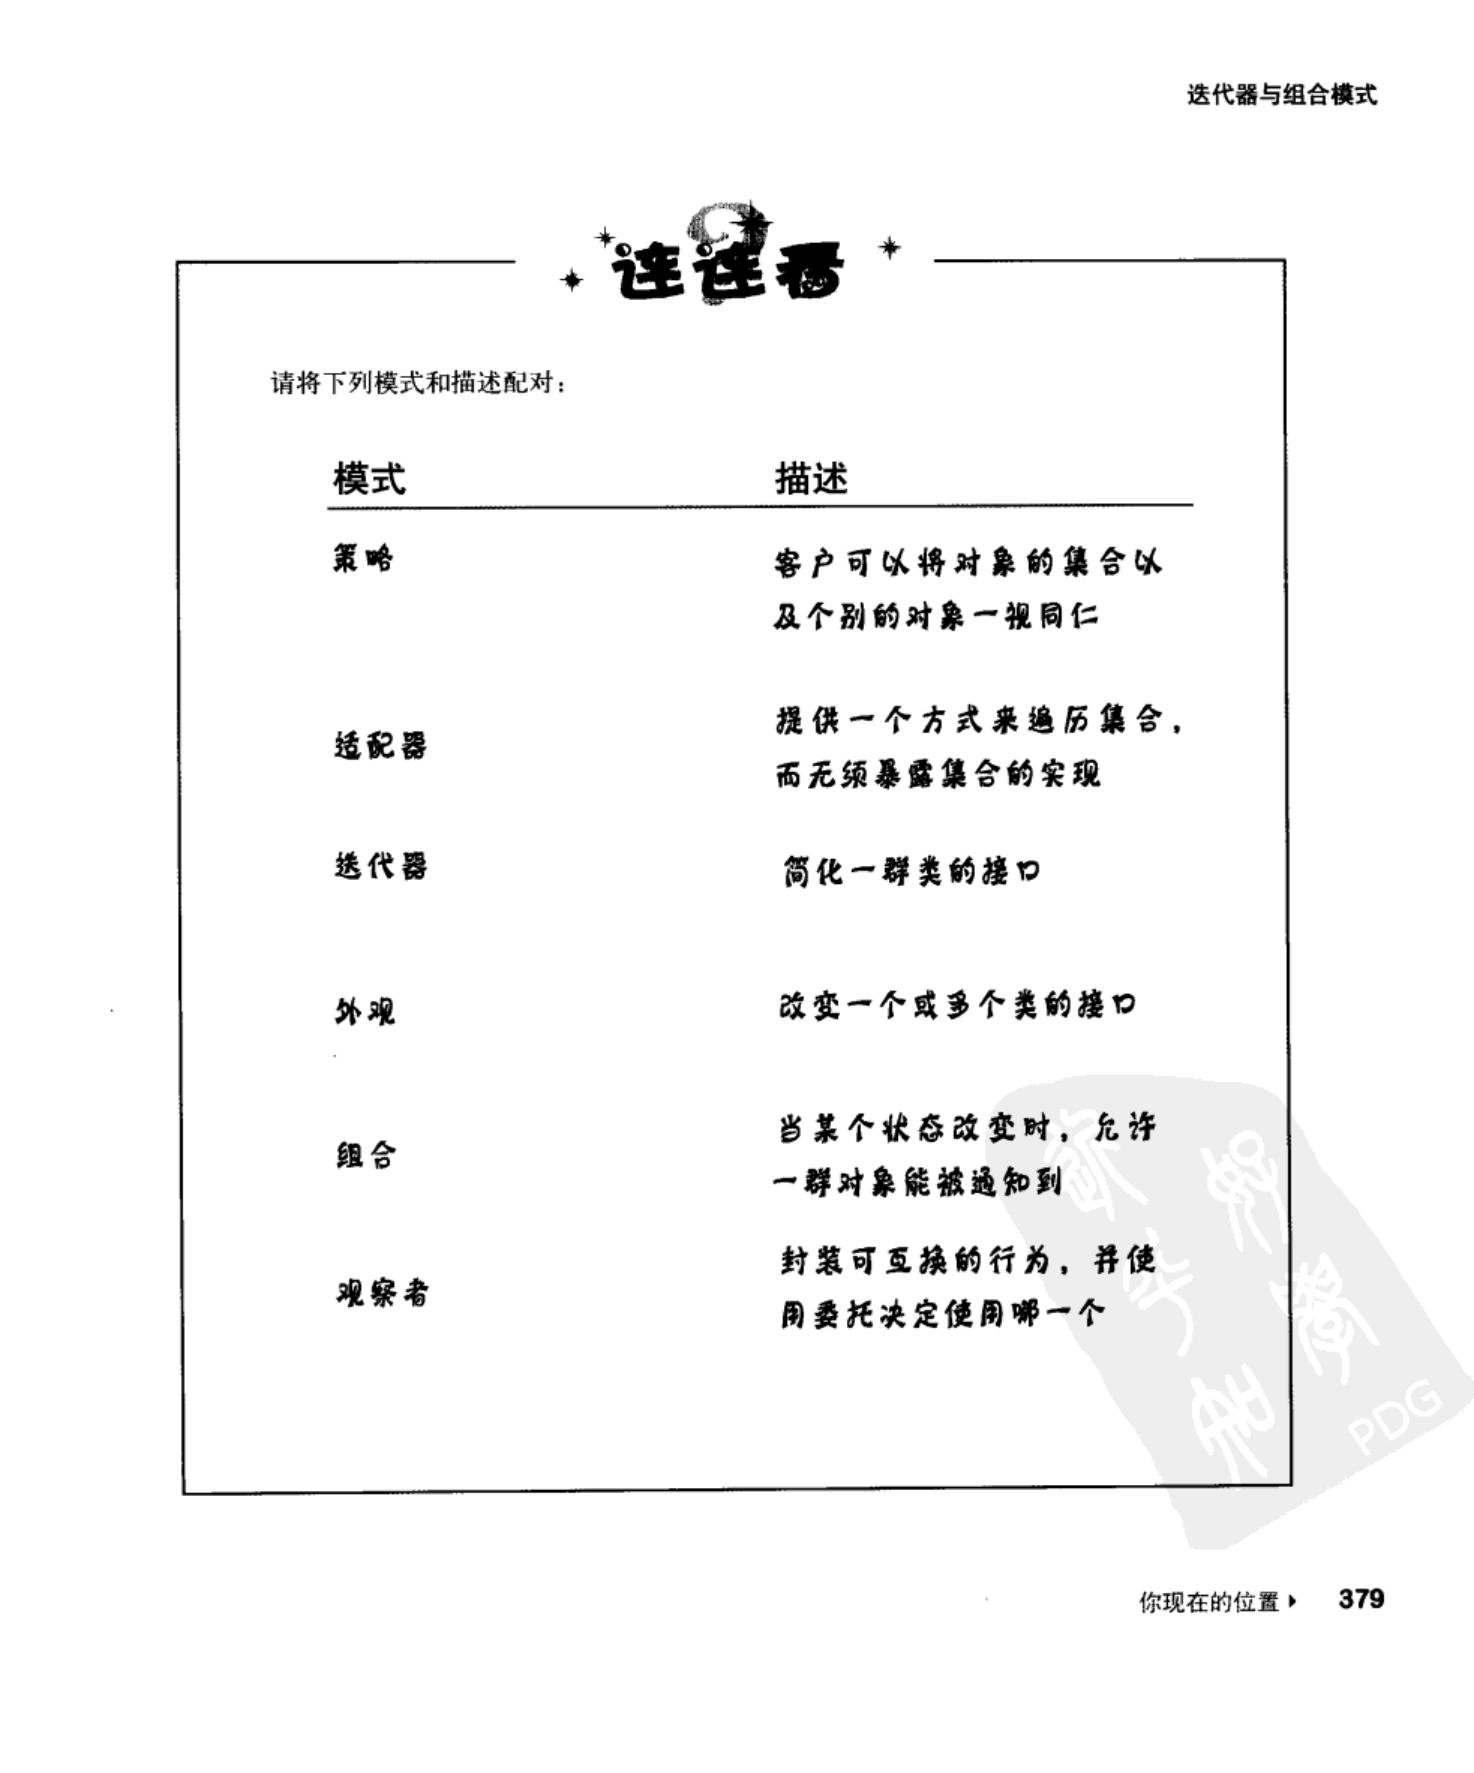 迭代器与组合模式
连连看
请将下列模式和描述配对：
模式 描述
策略 客户可以将对象的集合以
及个别的对象一视同仁
适配器 提供一个方式来遍历集合，
而无须暴露集合的实现
迭代器 简化一群类的接口
外观 改变一个或多个类的接口
组合 当某个状态改变时，允许
一群对象能被通知到
观察者 封装可互换的行为，并使
用委托决定使用哪一个
PDG
你现在的位置 379